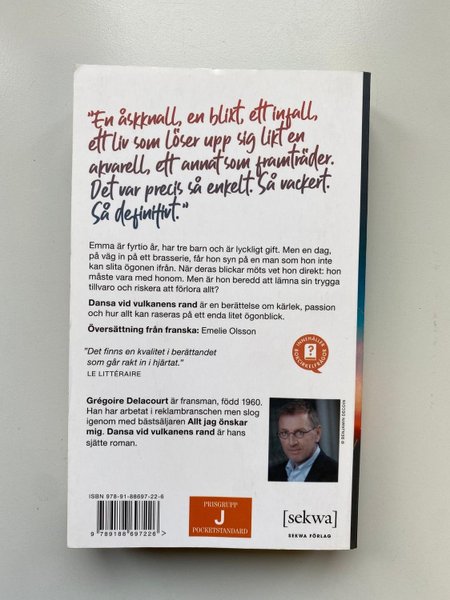 "En åskknall, en blixt, ett infall,
ett liv som löser upp sig likt en
akvarell, ett annat som framträder.
Det var precis så enkelt. Så vackert.
Så definitivt."
Emma är fyrtio år, har tre barn och är lyckligt gift. Men en dag,
på väg in på ett brasserie, får hon syn på en man som hon inte
kan slita ögonen ifrån. När deras blickar möts vet hon direkt: hon
måste vara med honom. Men är hon beredd att lämna sin trygga
tillvaro och riskera att förlora allt?
Dansa vid vulkanens rand är en berättelse om kärlek, passion
och hur allt kan raseras på ett enda litet ögonblick.
Översättning från franska: Emelie Olsson
INNEHÅLLER
?
BOKCIRKELFRÅGOR
"Det finns en kvalitet i berättandet
som går rakt in i hjärtat."
LE LITTÉRAIRE
Grégoire Delacourt är fransman, född 1960.
Han har arbetat i reklambranschen men slog
igenom med bästsäljaren Allt jag önskar
mig. Dansa vid vulkanens rand är hans
sjätte roman.
© BENJAMIN DECOIN
ISBN 978-91-88697-22-6
9 789188 697226 >
PRISGRUPP
J
POCKETSTANDARD
[sekwa]
SEKWA FÖRLAG